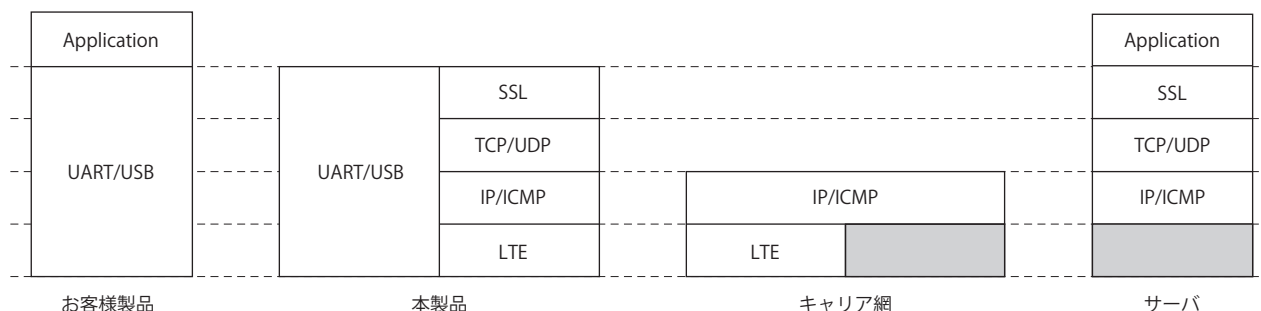 Application
UART/USB
お客様製品
UART/USB
SSL
TCP/UDP
IP/ICMP
LTE
本製品
IP/ICMP
LTE
キャリア網
Application
SSL
TCP/UDP
IP/ICMP
サーバ